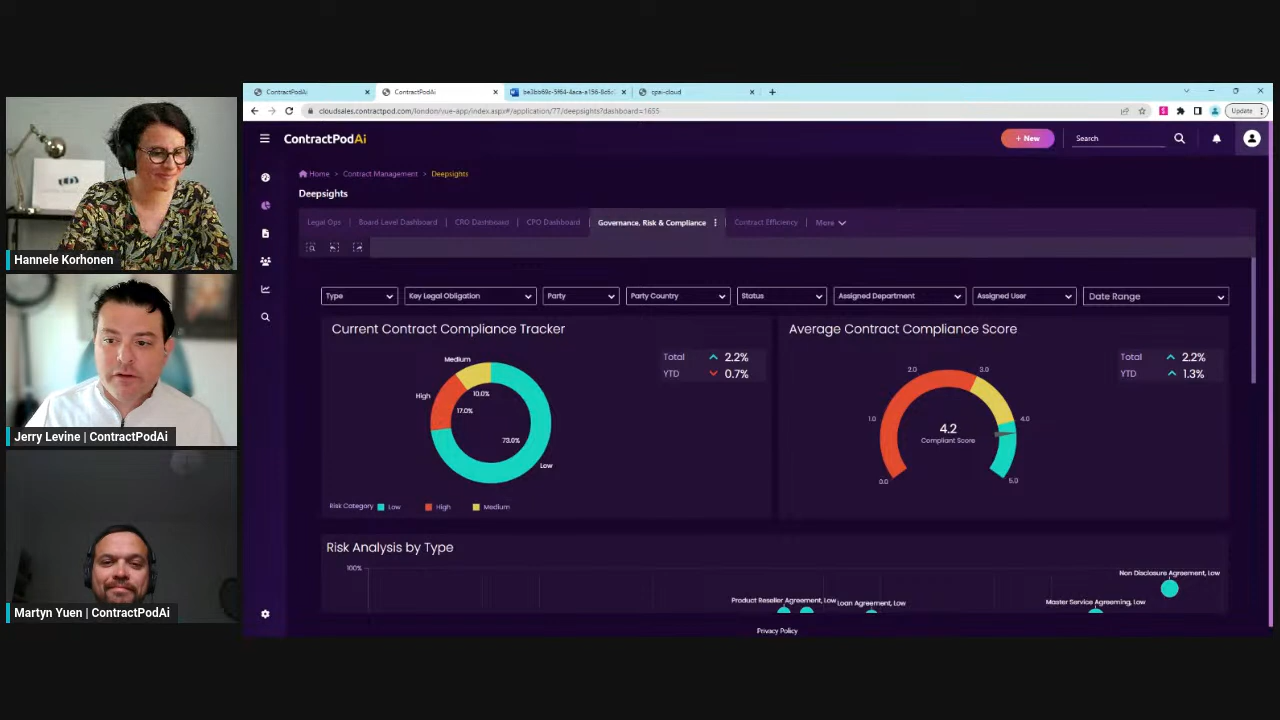 Hannele Korhonen
Jerry Levine | ContractPodAi
Martyn Yuen | ContractPodAi
ContractPodAi
ContractPodAi
cpai-cloud
cloudsales.contractpod.com/london/vue-app/index.aspx#/application/77/deepsights?dashboard=1655
Update
ContractPodAi
+ New
Search
Home > Contract Management > Deepsights
Deepsights
Legal Ops
Board Level Dashboard
CRO Dashboard
CPO Dashboard
Governance, Risk & Compliance
Contract Efficiency
More
Type
Key Legal Obligation
Party
Party Country
Status
Assigned Department
Assigned User
Date Range
Current Contract Compliance Tracker
Total 2.2%
YTD 0.7%
Medium
High
10.0%
17.0%
73.0%
Low
Risk Category Low High Medium
Average Contract Compliance Score
Total 2.2%
YTD 1.3%
2.0
3.0
1.0
4.0
4.2
Compliant Score
0.0
5.0
Risk Analysis by Type
100%
Non Disclosure Agreement, Low
Product Reseller Agreement, Low
Loan Agreement, Low
Master Service Agreeming, Low
Privacy Policy